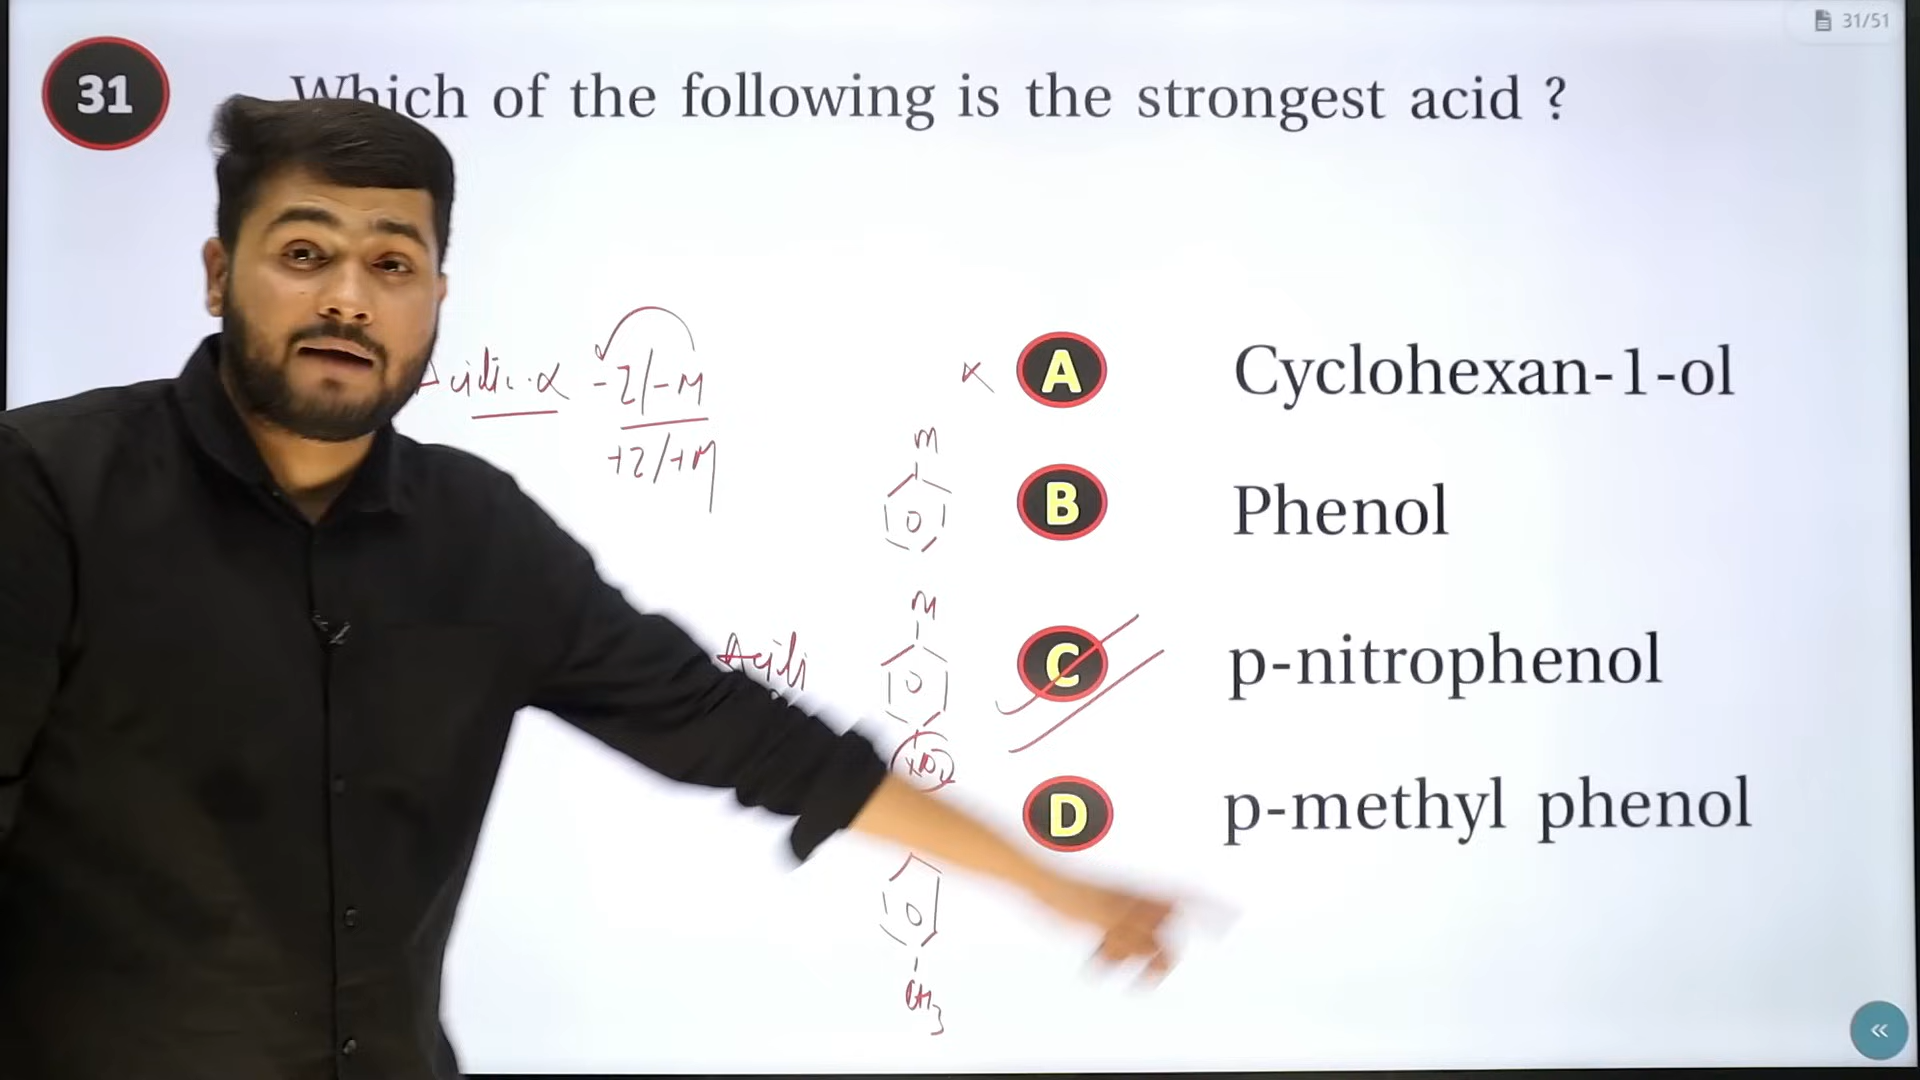 31/51
31
Which of the following is the strongest acid ?
Acidic ∝ -I/-M
+I/+M
A Cyclohexan-1-ol
B Phenol
C p-nitrophenol
D p-methyl phenol
CH3